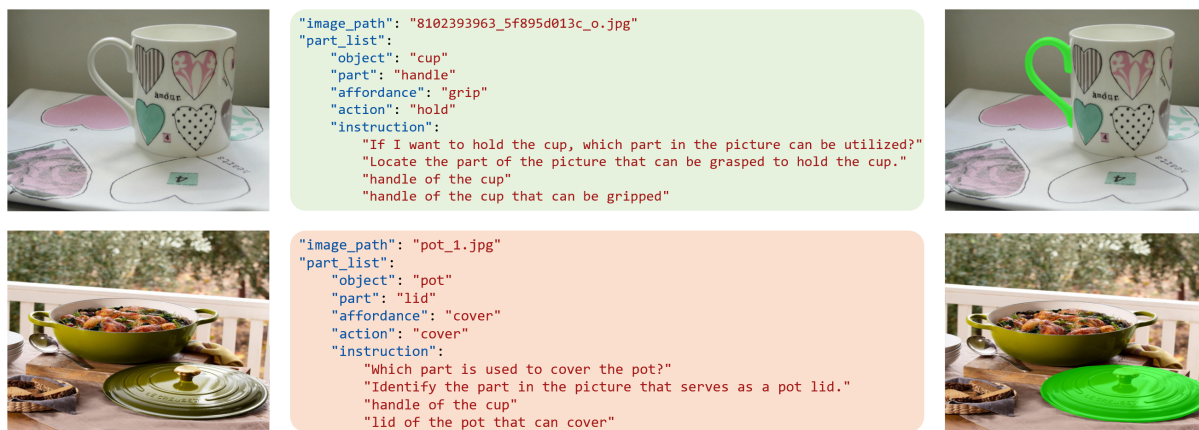 "image_path": "8102393963_5f895d013c_o.jpg"
"part_list":
"object": "cup"
"part": "handle"
"affordance": "grip"
"action": "hold"
"instruction":
"If I want to hold the cup, which part in the picture can be utilized?"
"Locate the part of the picture that can be grasped to hold the cup."
"handle of the cup"
"handle of the cup that can be gripped"
amour
4
amour
4
"image_path": "pot_1.jpg"
"part_list":
"object": "pot"
"part": "lid"
"affordance": "cover"
"action": "cover"
"instruction":
"Which part is used to cover the pot?"
"Identify the part in the picture that serves as a pot lid."
"handle of the cup"
"lid of the pot that can cover"